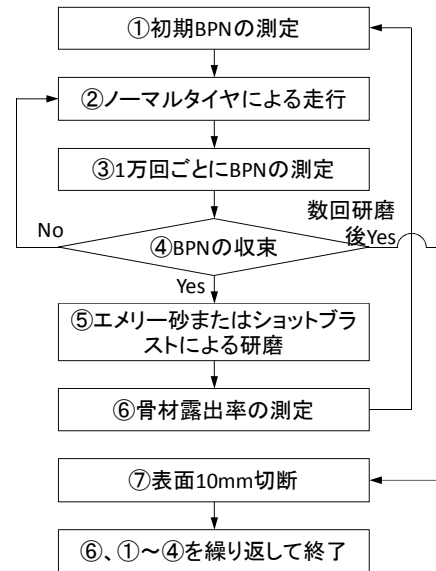 ①初期BPNの測定
②ノーマルタイヤによる走行
③1万回ごとにBPNの測定
数回研磨
後Yes
No
④BPNの収束
Yes
⑤エメリー砂またはショットブラ
ストによる研磨
⑥骨材露出率の測定
⑦表面10mm切断
⑥、①～④を繰り返して終了